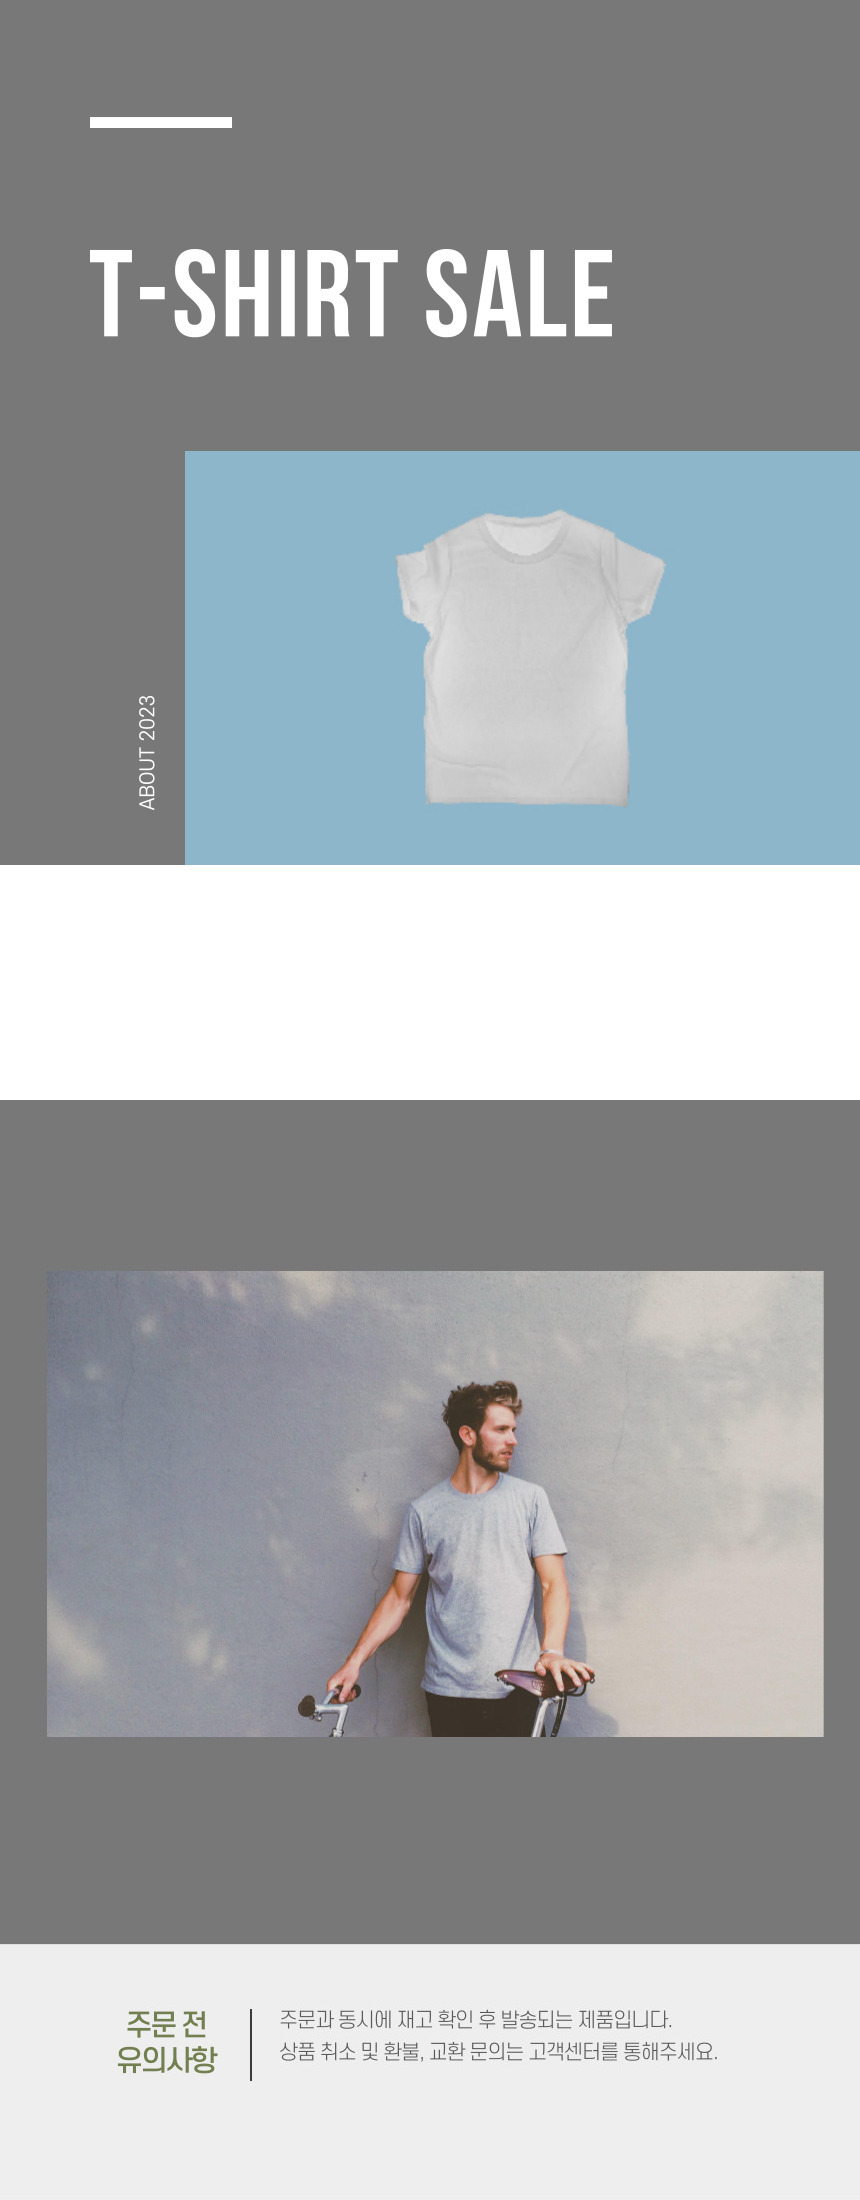 T-SHIRT SALE
ABOUT 2023
주문 전
유의사항
주문과 동시에 재고 확인 후 발송되는 제품입니다.
상품 취소 및 환불, 교환 문의는 고객센터를 통해주세요.